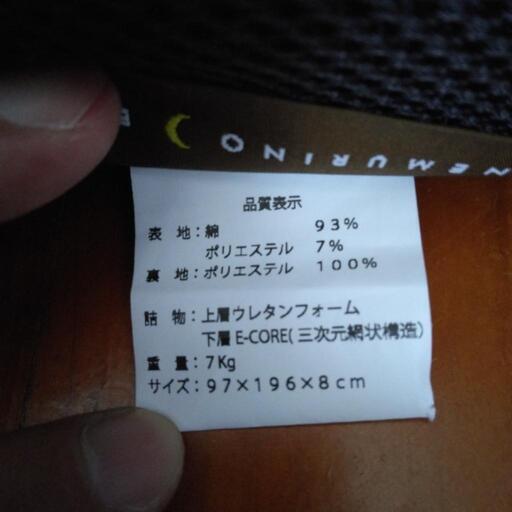 NEMURINO
品質表示
表 地：綿 93%
ポリエステル 7%
裏 地：ポリエステル 100%
詰 物：上層ウレタンフォーム
下層E-CORE(三次元網状構造)
重 量：7Kg
サイズ：97×196×8cm